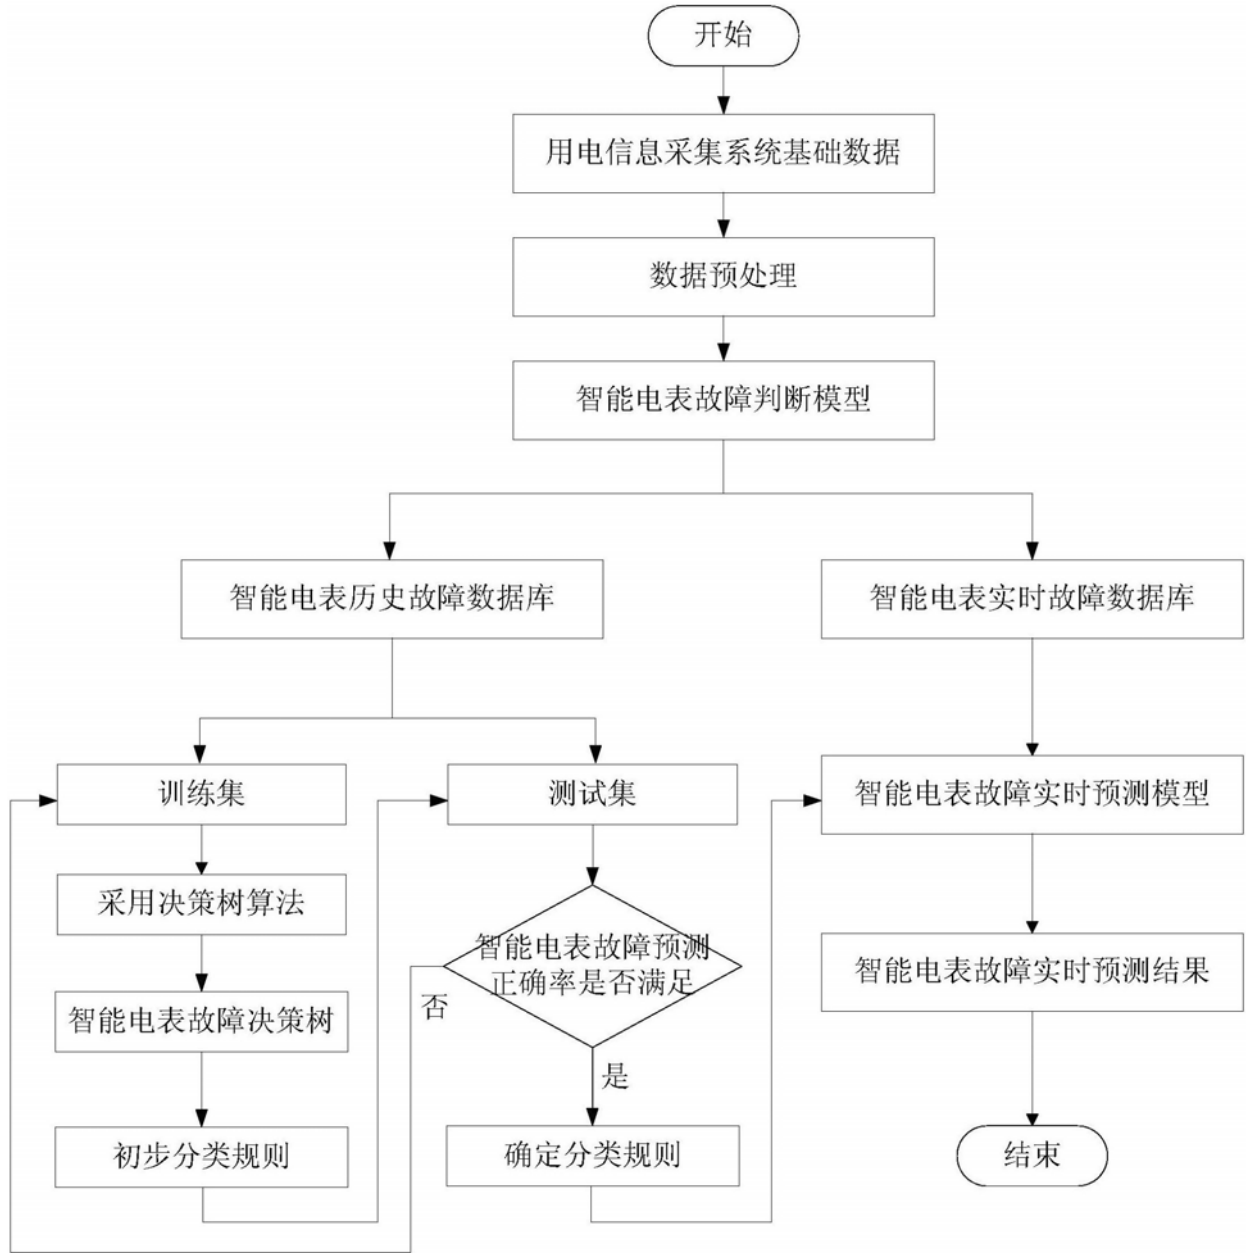 开始
用电信息采集系统基础数据
数据预处理
智能电表故障判断模型
智能电表历史故障数据库
智能电表实时故障数据库
训练集
测试集
智能电表故障实时预测模型
采用决策树算法
智能电表故障预测
正确率是否满足
智能电表故障实时预测结果
否
智能电表故障决策树
是
初步分类规则
确定分类规则
结束